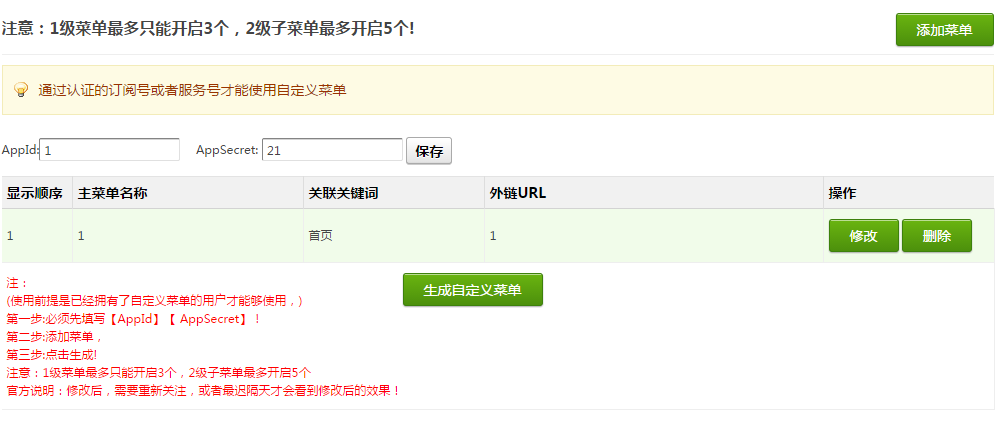 注意：1级菜单最多只能开启3个，2级子菜单最多开启5个!
添加菜单
通过认证的订阅号或者服务号才能使用自定义菜单
AppId: 1 AppSecret: 21 保存
显示顺序 主菜单名称 关联关键词 外链URL 操作
1 1 首页 1 修改 删除
注：
生成自定义菜单
(使用前提是已经拥有了自定义菜单的用户才能够使用，)
第一步:必须先填写【AppId】【 AppSecret】！
第二步:添加菜单，
第三步:点击生成!
注意：1级菜单最多只能开启3个，2级子菜单最多开启5个
官方说明：修改后，需要重新关注，或者最迟隔天才会看到修改后的效果！